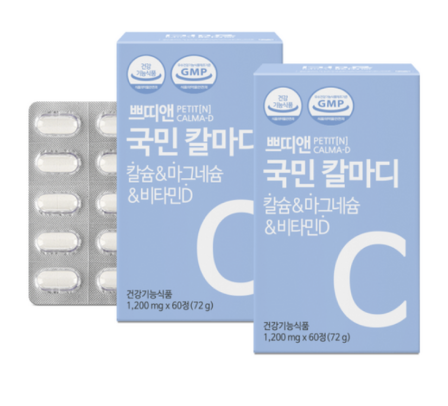 건강
기능식품
GMP
쁘띠앤 PETIT[N]
CALMA-D
국민 칼마디
칼슘&마그네슘
&비타민D
C
건강기능식품
1,200 mg x 60정(72 g)
건강
기능식품
GMP
쁘띠앤 PETIT[N]
CALMA-D
국민 칼마디
칼슘&마그네슘
&비타민D
C
건강기능식품
1,200 mg x 60정(72 g)